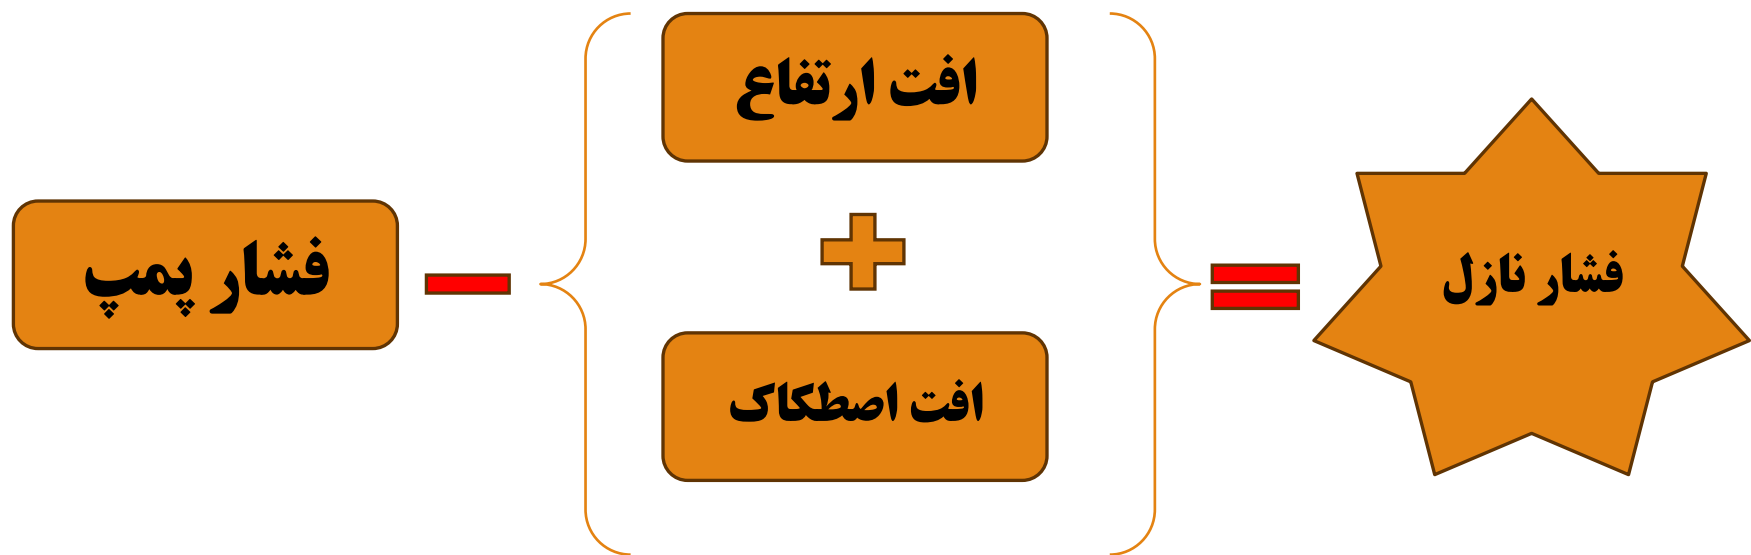 فشار پمپ
افت ارتفاع
افت اصطکاک
فشار نازل